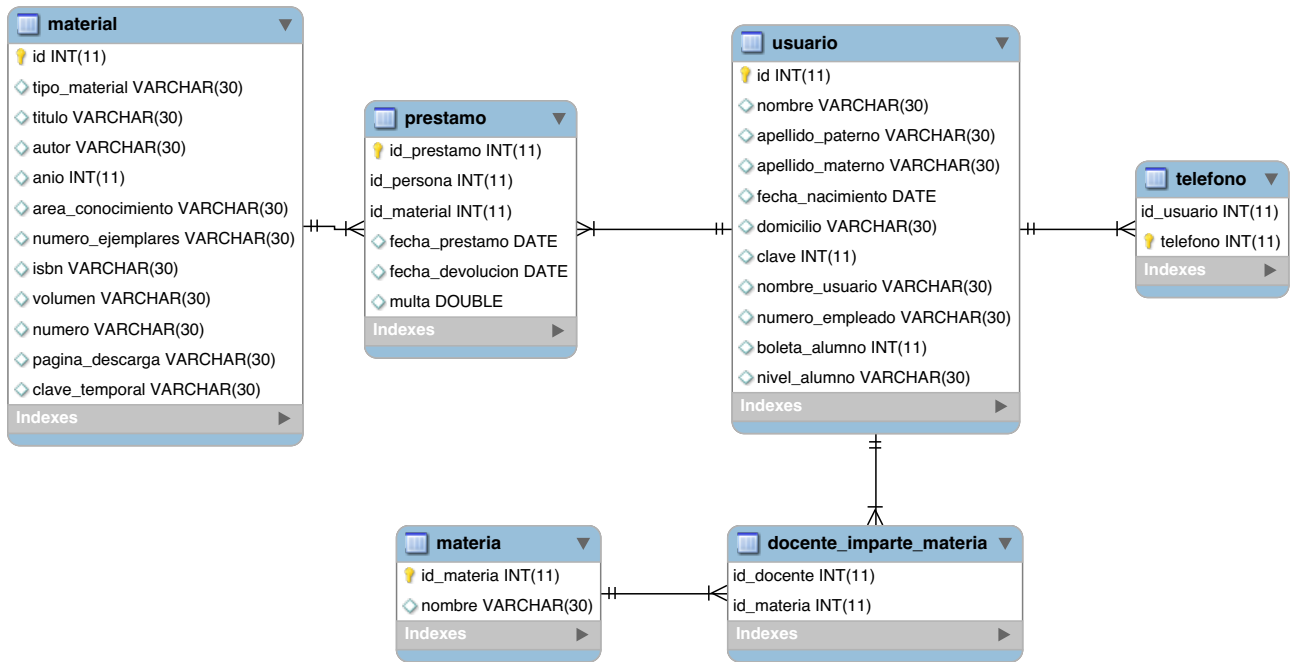 material
id INT(11)
tipo_material VARCHAR(30)
titulo VARCHAR(30)
autor VARCHAR(30)
anio INT(11)
area_conocimiento VARCHAR(30)
numero_ejemplares VARCHAR(30)
isbn VARCHAR(30)
volumen VARCHAR(30)
numero VARCHAR(30)
pagina_descarga VARCHAR(30)
clave_temporal VARCHAR(30)
Indexes
prestamo
id_prestamo INT(11)
id_persona INT(11)
id_material INT(11)
fecha_prestamo DATE
fecha_devolucion DATE
multa DOUBLE
Indexes
usuario
id INT(11)
nombre VARCHAR(30)
apellido_paterno VARCHAR(30)
apellido_materno VARCHAR(30)
fecha_nacimiento DATE
domicilio VARCHAR(30)
clave INT(11)
nombre_usuario VARCHAR(30)
numero_empleado VARCHAR(30)
boleta_alumno INT(11)
nivel_alumno VARCHAR(30)
Indexes
telefono
id_usuario INT(11)
telefono INT(11)
Indexes
materia
id_materia INT(11)
nombre VARCHAR(30)
Indexes
docente_imparte_materia
id_docente INT(11)
id_materia INT(11)
Indexes